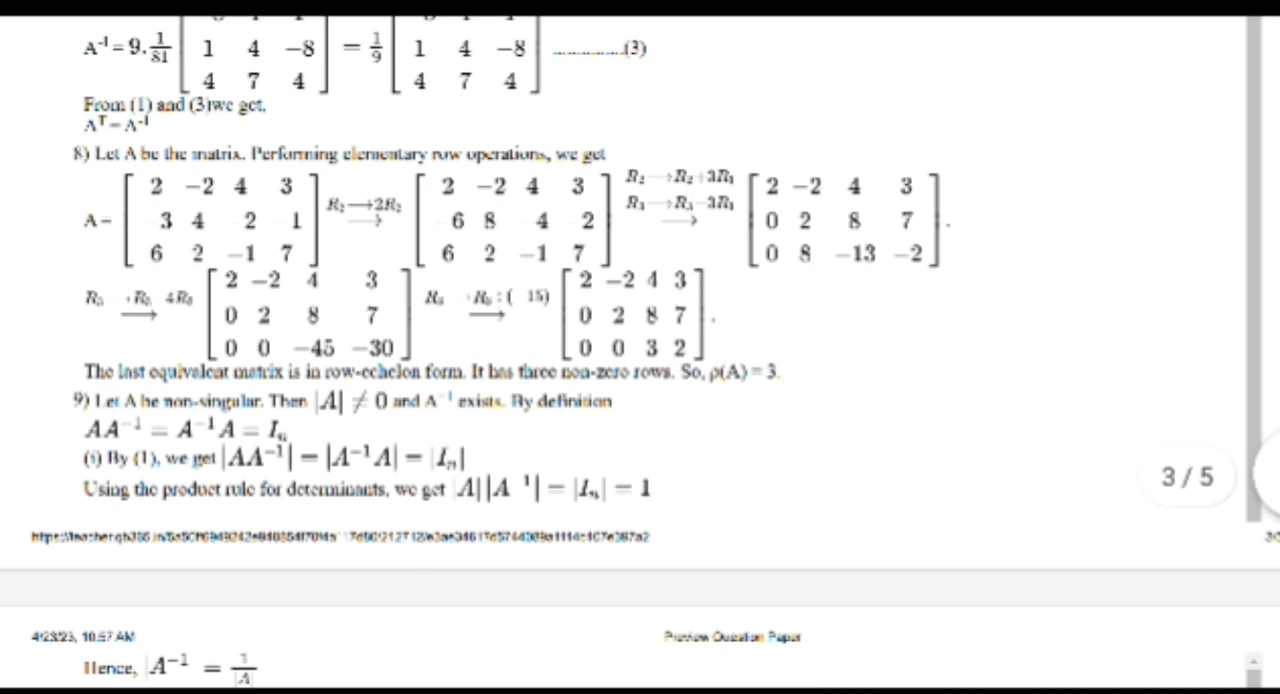 A⁻¹ = 9. 1/81 [ 1 4 −8 ; 4 7 4 ] = 1/9 [ 1 4 −8 ; 4 7 4 ] ...............(3)
From (1) and (3)we get,
Aᵀ = A⁻¹
8) Let A be the matrix. Performing elementary row operations, we get
A = [ 2 −2 4 3 ; 3 4 2 1 ; 6 2 −1 7 ] R₂ → 2R₂ → [ 2 −2 4 3 ; 6 8 4 2 ; 6 2 −1 7 ] R₂ → R₂ + 3R₁ R₃ → R₃ 3R₁ → [ 2 −2 4 3 ; 0 2 8 7 ; 0 8 −13 −2 ] .
R₃ → R₃ 4R₂ → [ 2 −2 4 3 ; 0 2 8 7 ; 0 0 −45 −30 ] R₃ → R₃ : ( 15) → [ 2 −2 4 3 ; 0 2 8 7 ; 0 0 3 2 ] .
The last equivalent matrix is in row-echelon form. It has three non-zero rows. So, ρ(A) = 3.
9) Let A be non-singular. Then |A| ≠ 0 and A⁻¹ exists. By definition
AA⁻¹ = A⁻¹A = Iₙ
(i) By (1), we get |AA⁻¹| = |A⁻¹A| = |Iₙ|
Using the product rule for determinants, we get |A||A⁻¹| = |Iₙ| = 1
3 / 5
4/23/23, 10:57 AM
Preview Question Paper
Hence, |A⁻¹ = 1/|A|